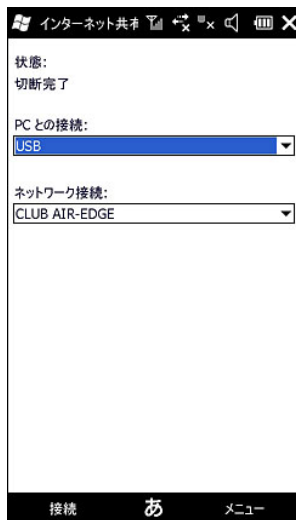 インターネット共有
状態:
切断完了
PC との接続:
USB
ネットワーク接続:
CLUB AIR-EDGE
接続 あ メニュー